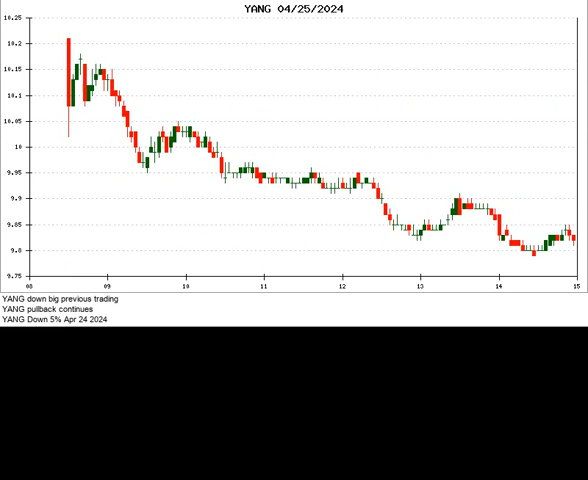 YANG 04/25/2024
10.25
10.2
10.15
10.1
10.05
10
9.95
9.9
9.85
9.8
9.75
08 09 10 11 12 13 14 15
YANG down big previous trading
YANG pullback continues
YANG Down 5% Apr 24 2024